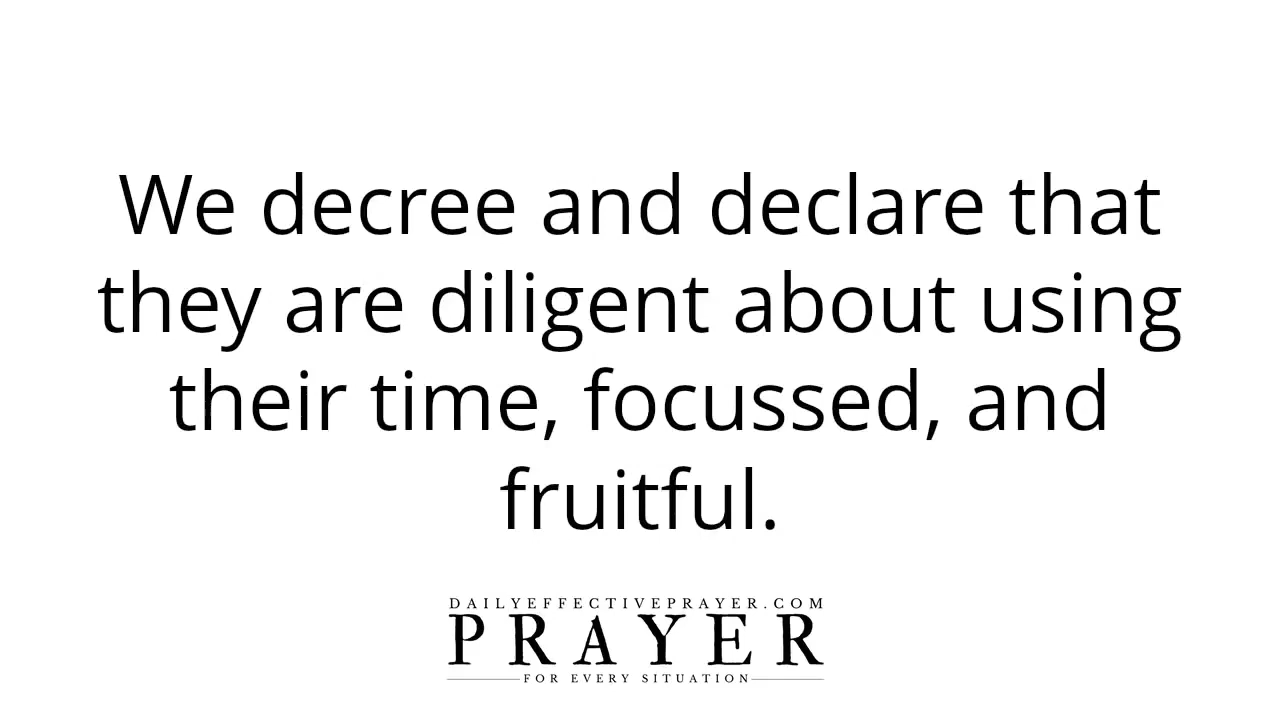 We decree and declare that
they are diligent about using
their time, focussed, and
fruitful.
DAILYEFFECTIVEPRAYER.COM
PRAYER
FOR EVERY SITUATION